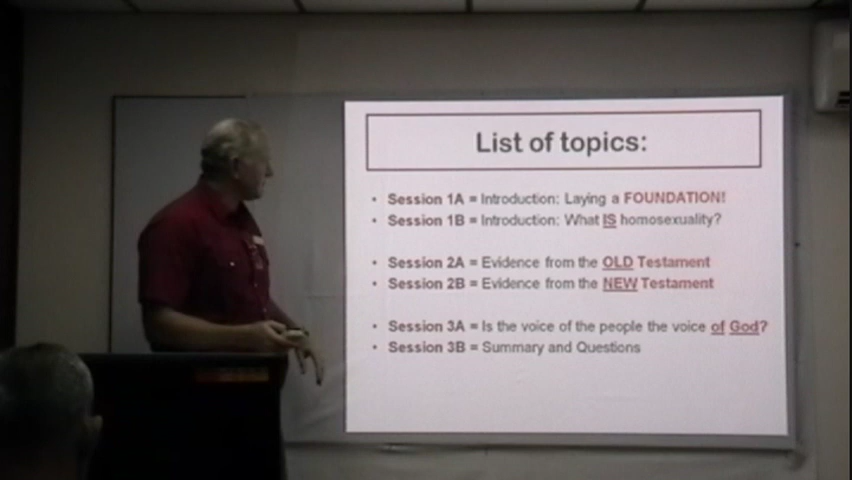 List of topics:
• Session 1A = Introduction: Laying a FOUNDATION!
• Session 1B = Introduction: What IS homosexuality?
• Session 2A = Evidence from the OLD Testament
• Session 2B = Evidence from the NEW Testament
• Session 3A = Is the voice of the people the voice of God?
• Session 3B = Summary and Questions